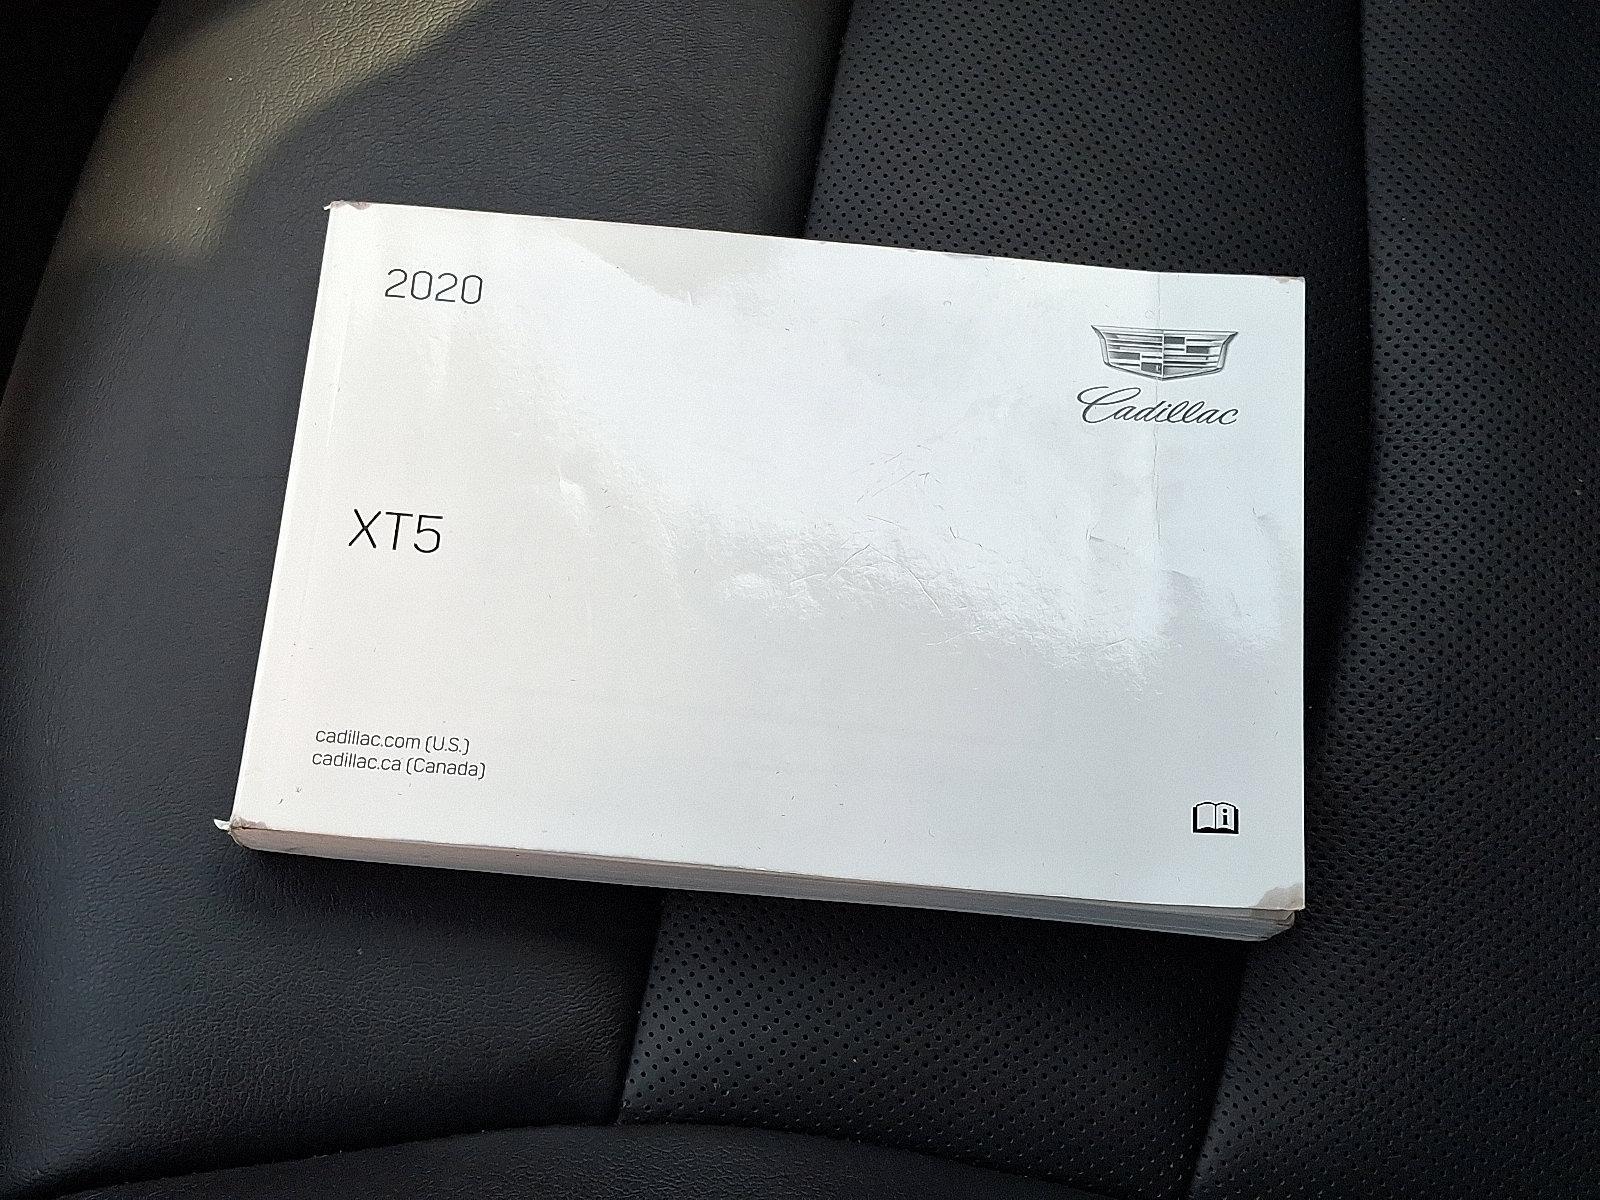 2020
Cadillac
XT5
cadillac.com (U.S.)
cadillac.ca (Canada)
i